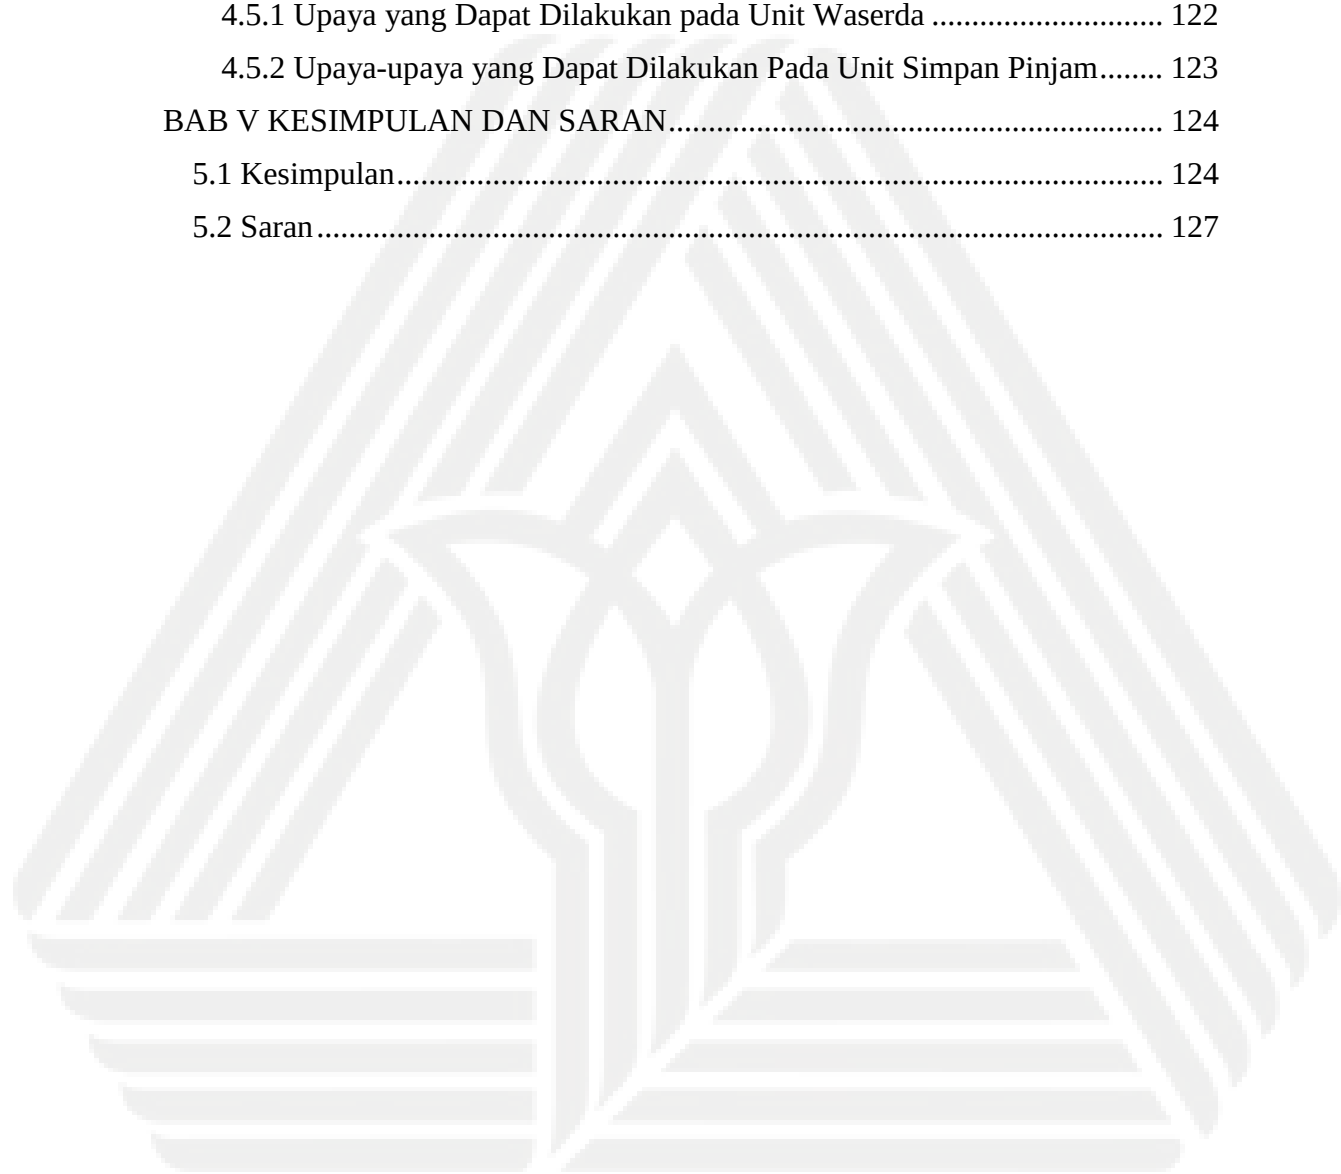 4.5.1 Upaya yang Dapat Dilakukan pada Unit Waserda ............................. 122
4.5.2 Upaya-upaya yang Dapat Dilakukan Pada Unit Simpan Pinjam........ 123
BAB V KESIMPULAN DAN SARAN.............................................................. 124
5.1 Kesimpulan................................................................................................ 124
5.2 Saran.......................................................................................................... 127